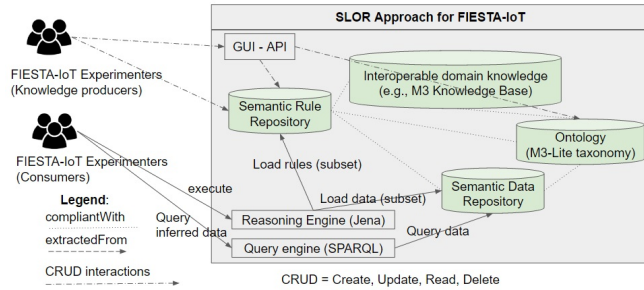 SLOR Approach for FIESTA-IoT
GUI - API
FIESTA-IoT Experimenters
(Knowledge producers)
Interoperable domain knowledge
(e.g., M3 Knowledge Base)
Semantic Rule
Repository
Ontology
(M3-Lite taxonomy)
FIESTA-IoT Experimenters
(Consumers)
Load rules (subset)
Semantic Data
Repository
Legend:
compliantWith
execute
Load data (subset)
Query
inferred data
Reasoning Engine (Jena)
extractedFrom
Query engine (SPARQL)
Query data
CRUD interactions
CRUD = Create, Update, Read, Delete